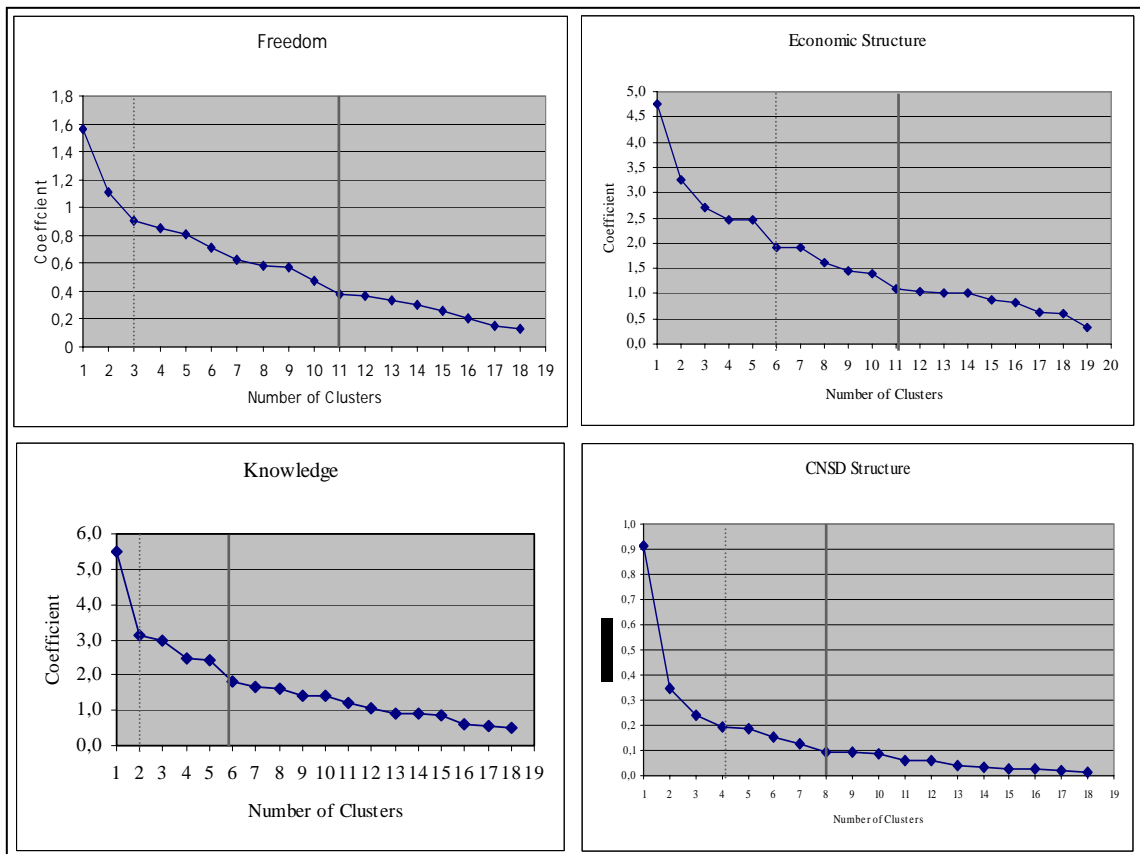 Freedom
1,8
1,6
1,4
1,2
1
0,8
0,6
0,4
0,2
0
Coeffcient
1 2 3 4 5 6 7 8 9 10 11 12 13 14 15 16 17 18 19
Number of Clusters
Economic Structure
5,0
4,5
4,0
3,5
3,0
2,5
2,0
1,5
1,0
0,5
0,0
Coefficient
1 2 3 4 5 6 7 8 9 10 11 12 13 14 15 16 17 18 19 20
Number of Clusters
Knowledge
6,0
5,0
4,0
3,0
2,0
1,0
0,0
Coefficient
1 2 3 4 5 6 7 8 9 10 11 12 13 14 15 16 17 18 19
Number of Clusters
CNSD Structure
1,0
0,9
0,8
0,7
0,6
0,5
0,4
0,3
0,2
0,1
0,0
1 2 3 4 5 6 7 8 9 10 11 12 13 14 15 16 17 18 19
Number of Clusters